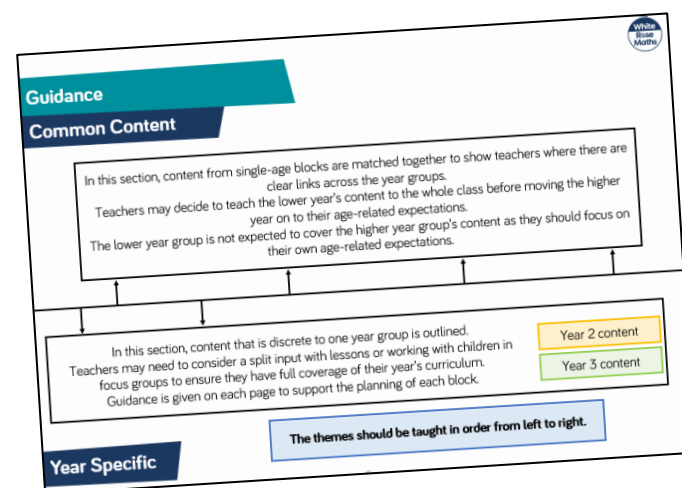 White
Rose
Maths
Guidance
Common Content
In this section, content from single-age blocks are matched together to show teachers where there are
clear links across the year groups.
Teachers may decide to teach the lower year's content to the whole class before moving the higher
year on to their age-related expectations.
The lower year group is not expected to cover the higher year group's content as they should focus on
their own age-related expectations.
In this section, content that is discrete to one year group is outlined.
Teachers may need to consider a split input with lessons or working with children in
focus groups to ensure they have full coverage of their year's curriculum.
Guidance is given on each page to support the planning of each block.
Year 2 content
Year 3 content
The themes should be taught in order from left to right.
Year Specific